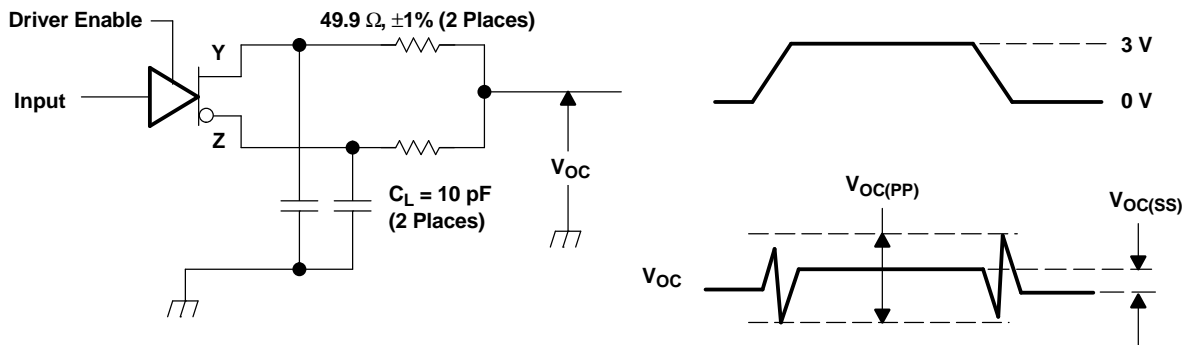 Driver Enable
49.9 Ω, ±1% (2 Places)
Y
3 V
Input
0 V
Z
VOC
CL = 10 pF
(2 Places)
VOC(PP)
VOC(SS)
VOC